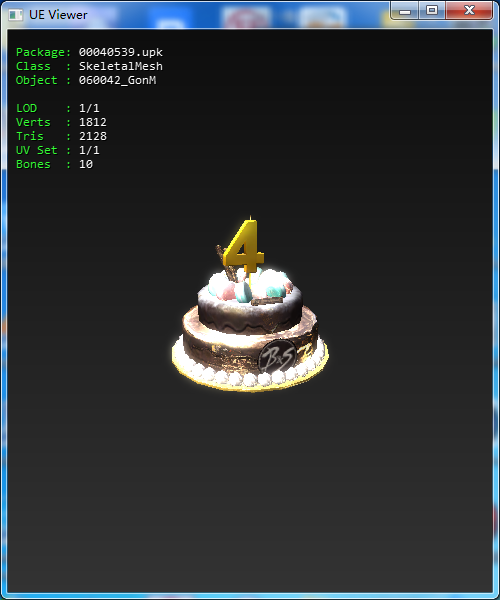 UE Viewer
Package: 00040539.upk
Class : SkeletalMesh
Object : 060042_GonM
LOD : 1/1
Verts : 1812
Tris : 2128
UV Set : 1/1
Bones : 10
4
B&S